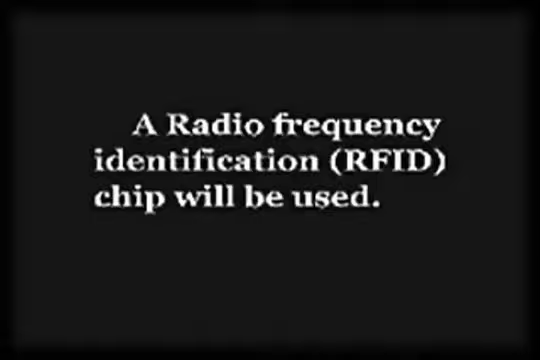 A Radio frequency
identification (RFID)
chip will be used.